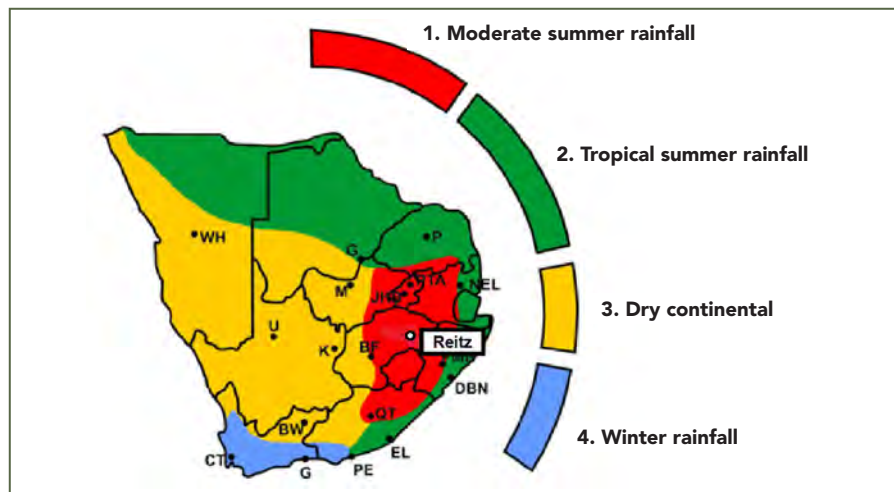 1. Moderate summer rainfall
2. Tropical summer rainfall
WH
G
P
M
PTA
NEL
3. Dry continental
U
K
BF
Reitz
DBN
QT
BW
4. Winter rainfall
EL
CT
G
PE